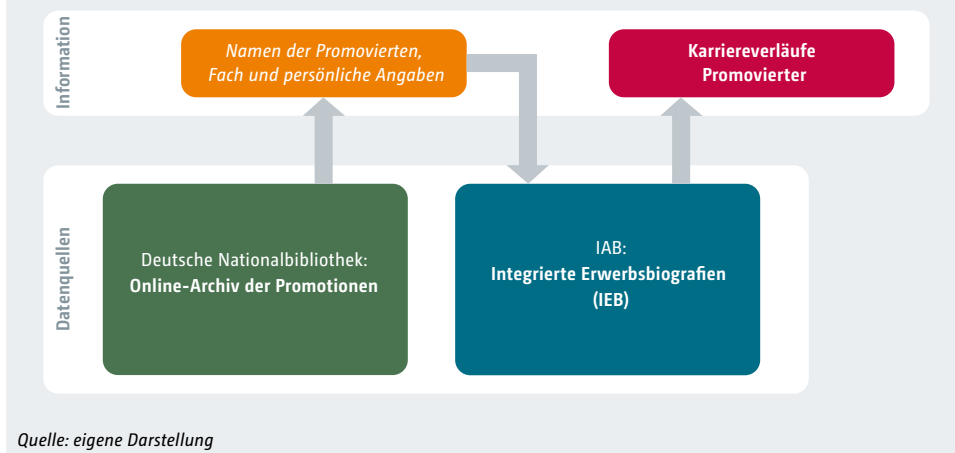 Information
Namen der Promovierten,
Fach und persönliche Angaben
Karriereverläufe
Promovierter
Datenquellen
Deutsche Nationalbibliothek:
Online-Archiv der Promotionen
IAB:
Integrierte Erwerbsbiografien
(IEB)
Quelle: eigene Darstellung